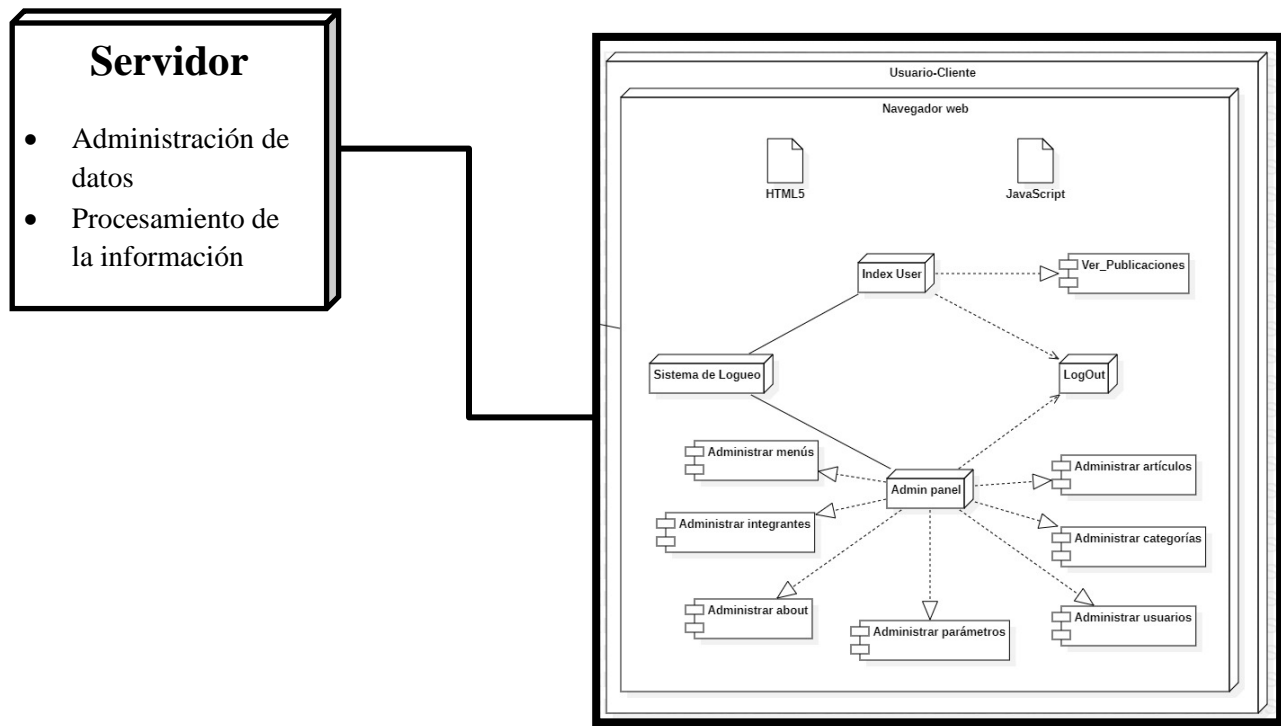 Servidor
• Administración de
datos
• Procesamiento de
la información
Usuario-Cliente
Navegador web
HTML5
JavaScript
Index User
Ver_Publicaciones
Sistema de Logueo
LogOut
Administrar menús
Admin panel
Administrar artículos
Administrar integrantes
Administrar categorías
Administrar about
Administrar parámetros
Administrar usuarios